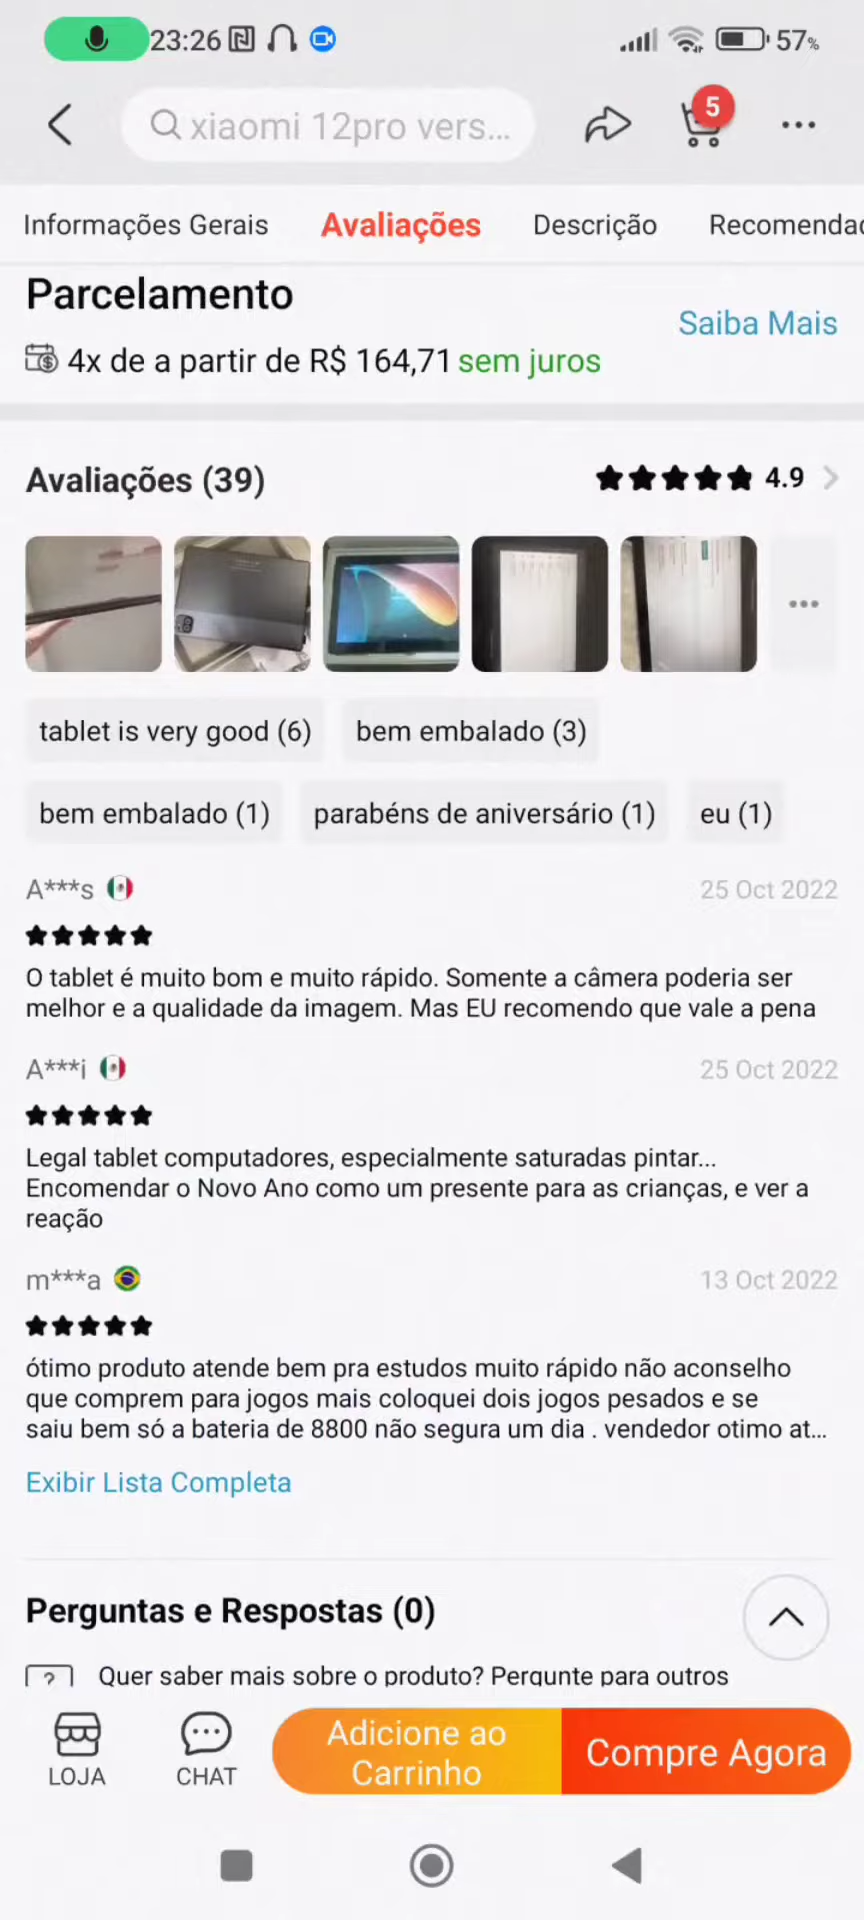 23:26
57%
xiaomi 12pro vers...
5
Informações Gerais
Avaliações
Descrição
Recomendaç
Parcelamento
Saiba Mais
4x de a partir de R$ 164,71 sem juros
Avaliações (39)
4.9
tablet is very good (6)
bem embalado (3)
bem embalado (1)
parabéns de aniversário (1)
eu (1)
A***s
25 Oct 2022
O tablet é muito bom e muito rápido. Somente a câmera poderia ser
melhor e a qualidade da imagem. Mas EU recomendo que vale a pena
A***i
25 Oct 2022
Legal tablet computadores, especialmente saturadas pintar...
Encomendar o Novo Ano como um presente para as crianças, e ver a
reação
m***a
13 Oct 2022
ótimo produto atende bem pra estudos muito rápido não aconselho
que comprem para jogos mais coloquei dois jogos pesados e se
saiu bem só a bateria de 8800 não segura um dia . vendedor otimo at...
Exibir Lista Completa
Perguntas e Respostas (0)
Quer saber mais sobre o produto? Pergunte para outros
LOJA
CHAT
Adicione ao
Carrinho
Compre Agora